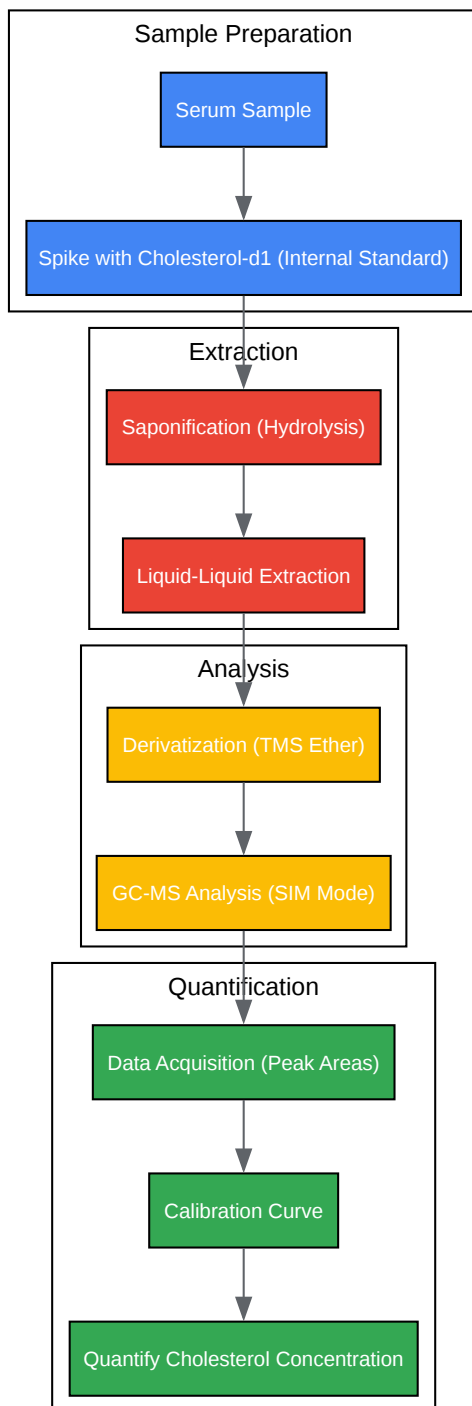 Sample Preparation
Serum Sample
Spike with Cholesterol-d1 (Internal Standard)
Extraction
Saponification (Hydrolysis)
Liquid-Liquid Extraction
Analysis
Derivatization (TMS Ether)
GC-MS Analysis (SIM Mode)
Quantification
Data Acquisition (Peak Areas)
Calibration Curve
Quantify Cholesterol Concentration